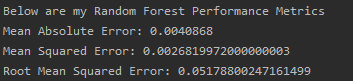 Below are my Random Forest Performance Metrics
Mean Absolute Error: 0.0040868
Mean Squared Error: 0.0026819972000000003
Root Mean Squared Error: 0.05178800247161499